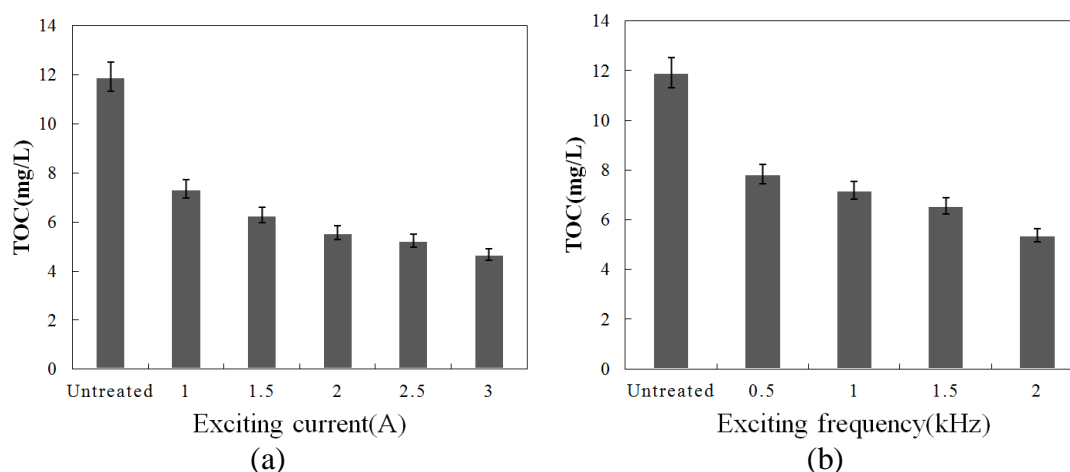 14
12
10
8
6
4
2
0
TOC(mg/L)
Untreated 1 1.5 2 2.5 3
Exciting current(A)
(a)
14
12
10
8
6
4
2
0
TOC(mg/L)
Untreated 0.5 1 1.5 2
Exciting frequency(kHz)
(b)